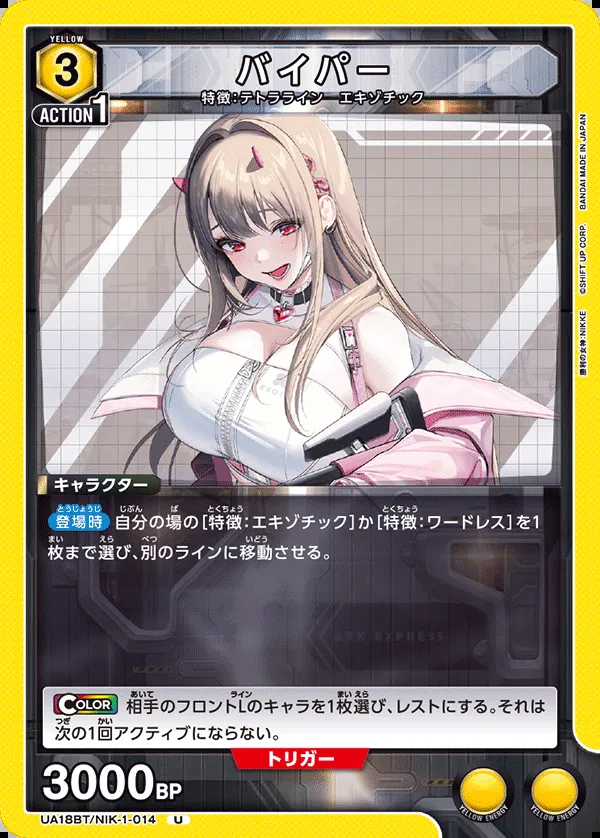 YELLOW
3
ACTION 1
バイパー
特徴:テトラライン エキゾチック
BANDAI MADE IN JAPAN
©SHIFT UP CORP.
勝利の女神:NIKKE
キャラクター
登場時 自分の場の[特徴:エキゾチック]か[特徴:ワードレス]を1
枚まで選び、別のラインに移動させる。
ARK EXPRESS
COLOR 相手のフロントLのキャラを1枚選び、レストにする。それは
次の1回アクティブにならない。
トリガー
3000BP
YELLOW ENERGY
YELLOW ENERGY
UA18BT/NIK-1-014 U